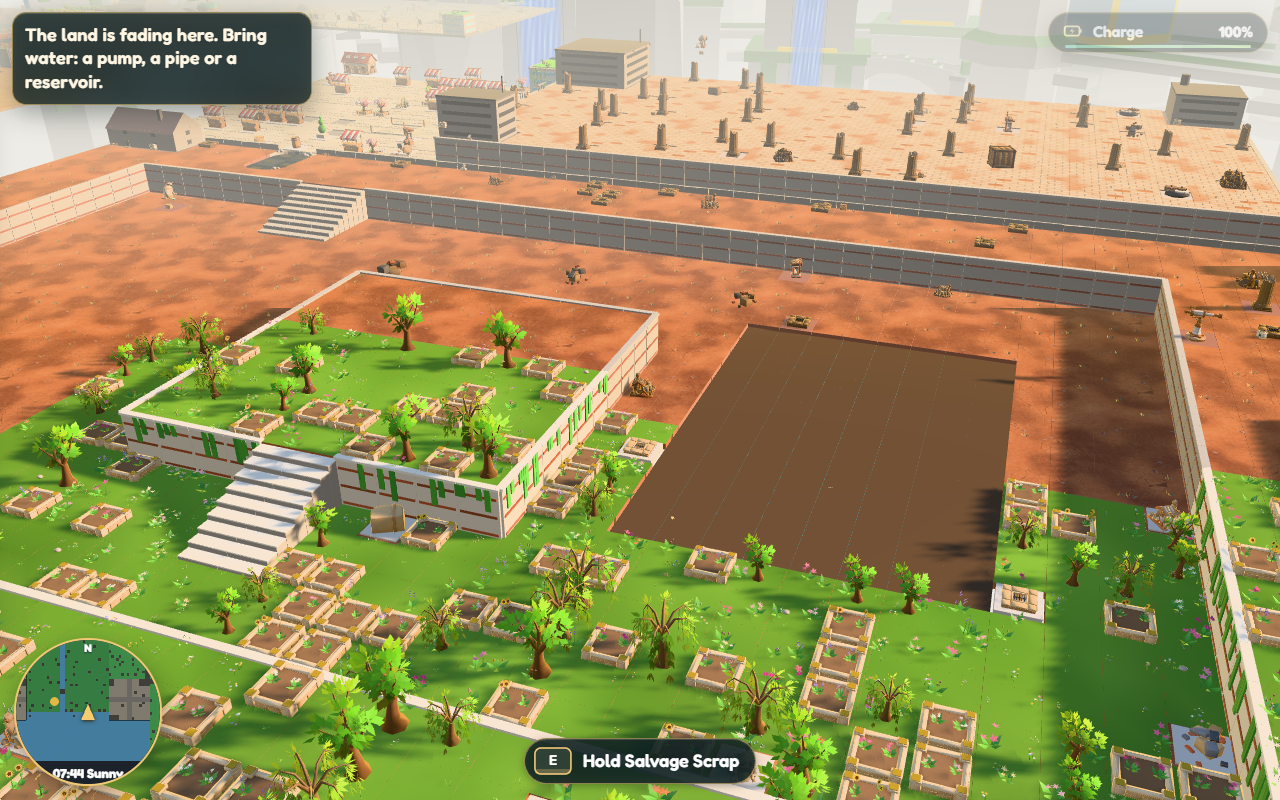 The land is fading here. Bring
water: a pump, a pipe or a
reservoir.
Charge 100%
N
07:44 Sunny
E Hold Salvage Scrap